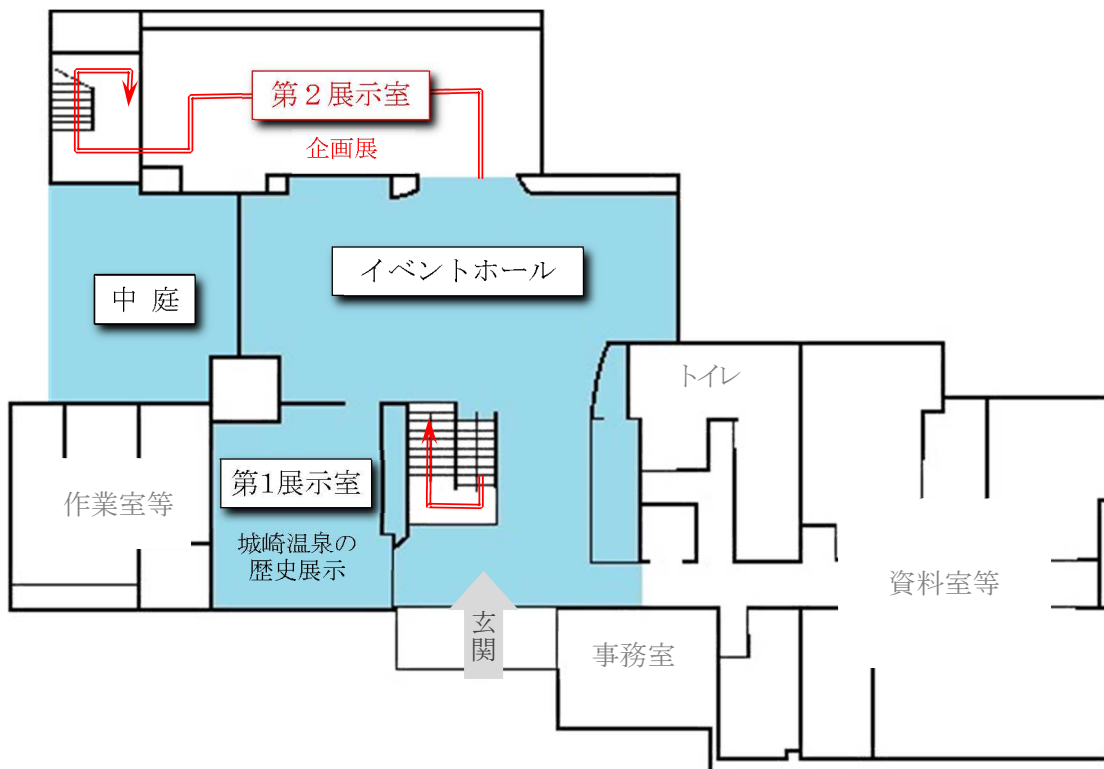 第２展示室
企画展
イベントホール
中 庭
トイレ
第1展示室
作業室等
城崎温泉の
歴史展示
資料室等
玄関
事務室